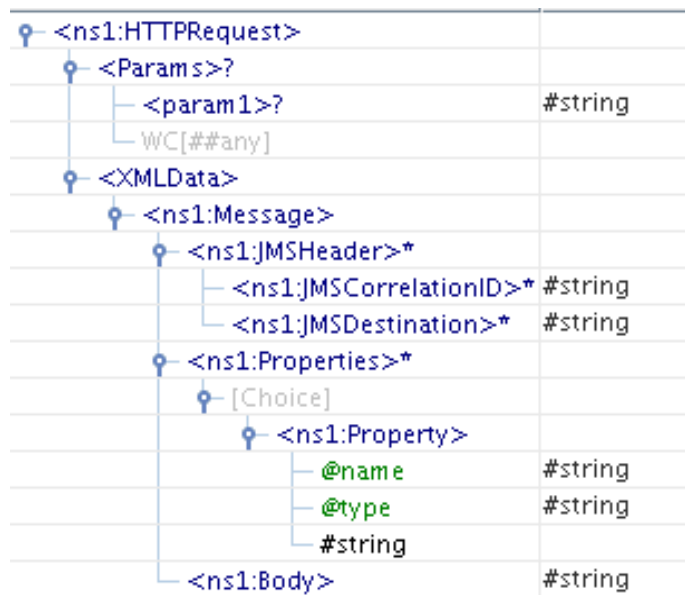 <ns1:HTTPRequest>
<Params>?
<param1>? #string
WC[##any]
<XMLData>
<ns1:Message>
<ns1:JMSHeader>*
<ns1:JMSCorrelationID>* #string
<ns1:JMSDestination>* #string
<ns1:Properties>*
[Choice]
<ns1:Property>
@name #string
@type #string
#string
<ns1:Body> #string